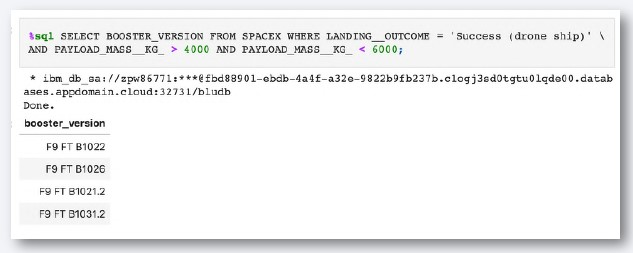 %sql SELECT BOOSTER_VERSION FROM SPACEX WHERE LANDING__OUTCOME = 'Success (drone ship)' \
AND PAYLOAD_MASS__KG_ > 4000 AND PAYLOAD_MASS__KG_ < 6000;
* ibm_db_sa://zpw86771:***@fbd88901-ebdb-4a4f-a32e-9822b9fb237b.c1ogj3sd0tgtu0lqde00.datab
ases.appdomain.cloud:32731/bludb
Done.
booster_version
F9 FT B1022
F9 FT B1026
F9 FT B1021.2
F9 FT B1031.2